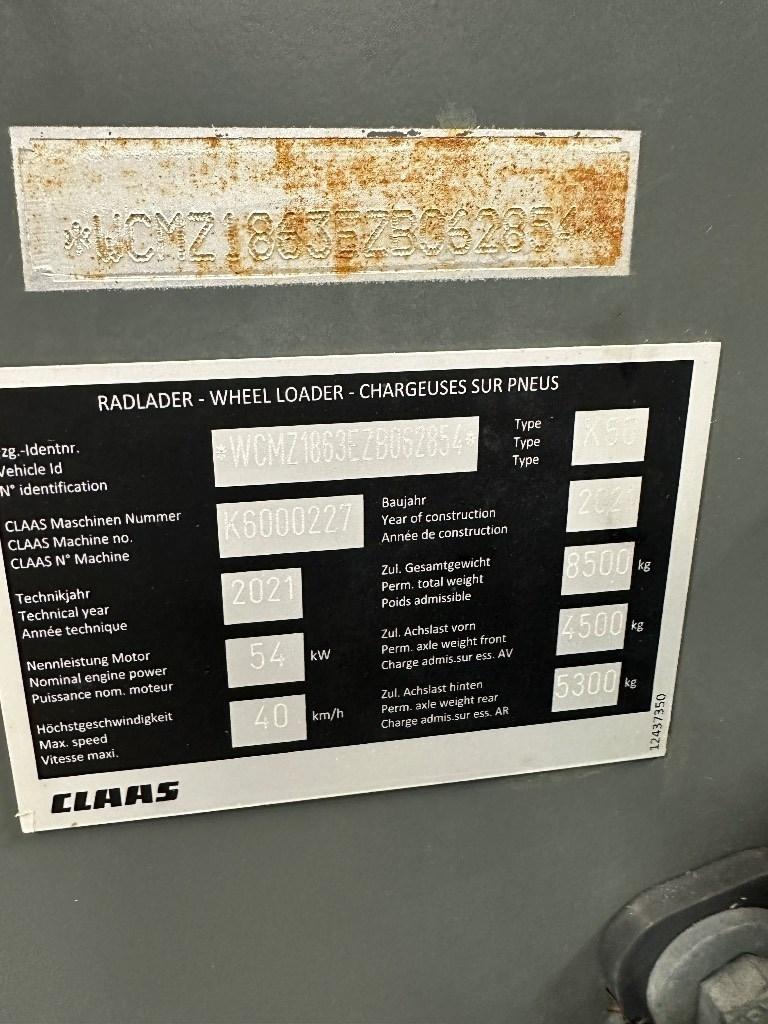 *WCMZ1863EZB062854*
RADLADER - WHEEL LOADER - CHARGEUSES SUR PNEUS
zg.-Identnr.
Vehicle Id
N° identification
*WCMZ1863EZB062854*
Type
Type
Type
CLAAS Maschinen Nummer
CLAAS Machine no.
CLAAS N° Machine
K6000227
Baujahr
Year of construction
Année de construction
2021
Technikjahr
Technical year
Année technique
2021
Zul. Gesamtgewicht
Perm. total weight
Poids admissible
8500 kg
Nennleistung Motor
Nominal engine power
Puissance nom. moteur
54 kW
Zul. Achslast vorn
Perm. axle weight front
Charge admis.sur ess. AV
4500 kg
Höchstgeschwindigkeit
Max. speed
Vitesse maxi.
40 km/h
Zul. Achslast hinten
Perm. axle weight rear
Charge admis.sur ess. AR
5300 kg
CLAAS
12437350